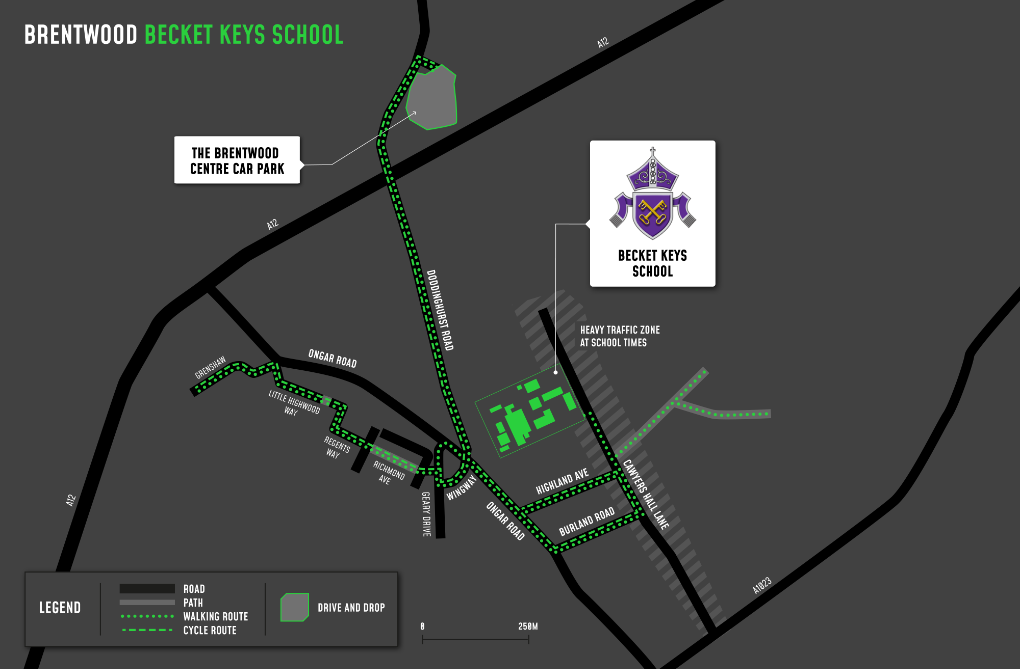 BRENTWOOD BECKET KEYS SCHOOL
A12
THE BRENTWOOD
CENTRE CAR PARK
BECKET KEYS
SCHOOL
A12
DODDINGHURST ROAD
HEAVY TRAFFIC ZONE
AT SCHOOL TIMES
ONGAR ROAD
GRENSHAW
LITTLE HIGHWOOD
WAY
REGENTS
WAY
RICHMOND
AVE
GEARY DRIVE
WINGWAY
ONGAR ROAD
HIGHLAND AVE
BURLAND ROAD
CAWYERS HALL LANE
A12
A1023
LEGEND
ROAD
PATH
WALKING ROUTE
CYCLE ROUTE
DRIVE AND DROP
0
250M